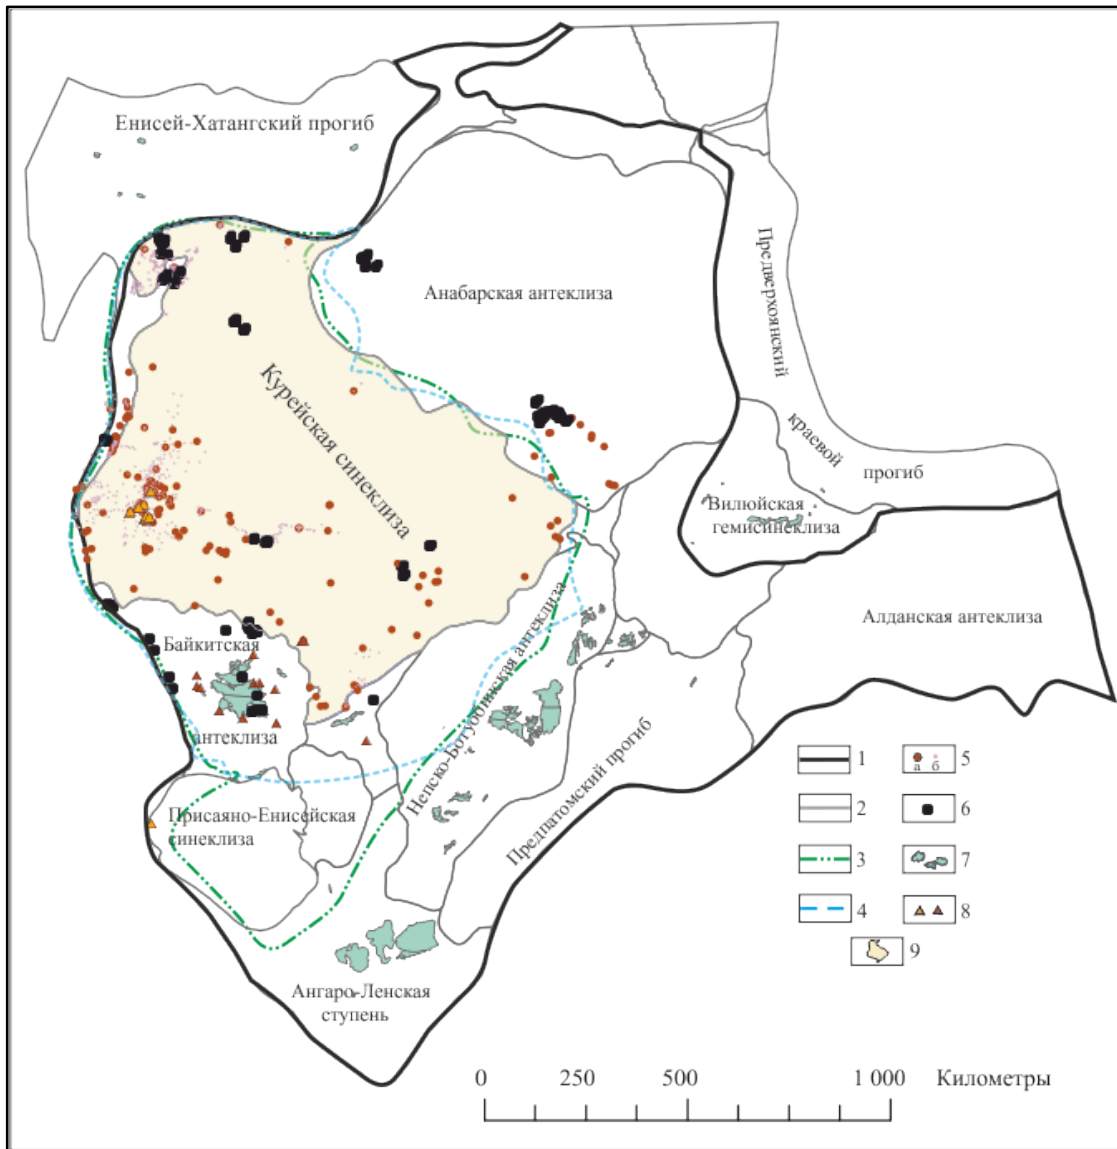 Енисей-Хатангский прогиб
Анабарская антеклиза
Предверхоянский
краевой
прогиб
Курейская синеклиза
Вилюйская
гемисинеклиза
Алданская антеклиза
Байкитская
антеклиза
Непско-Ботуобинская антеклиза
Предпатомский прогиб
Присаяно-Енисейская
синеклиза
Ангаро-Ленская
ступень
1
2
3
4
а б 5
6
7
8
9
0 250 500 1 000 Километры